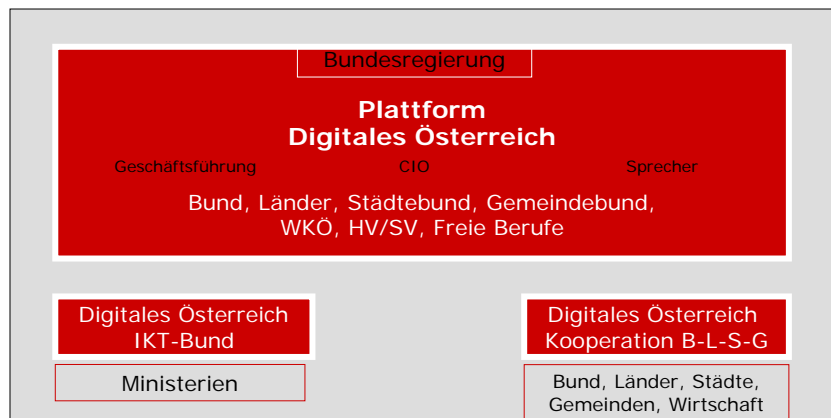 Bundesregierung
Plattform
Digitales Österreich
Geschäftsführung CIO Sprecher
Bund, Länder, Städtebund, Gemeindebund,
WKÖ, HV/SV, Freie Berufe
Digitales Österreich
IKT-Bund
Ministerien
Digitales Österreich
Kooperation B-L-S-G
Bund, Länder, Städte,
Gemeinden, Wirtschaft